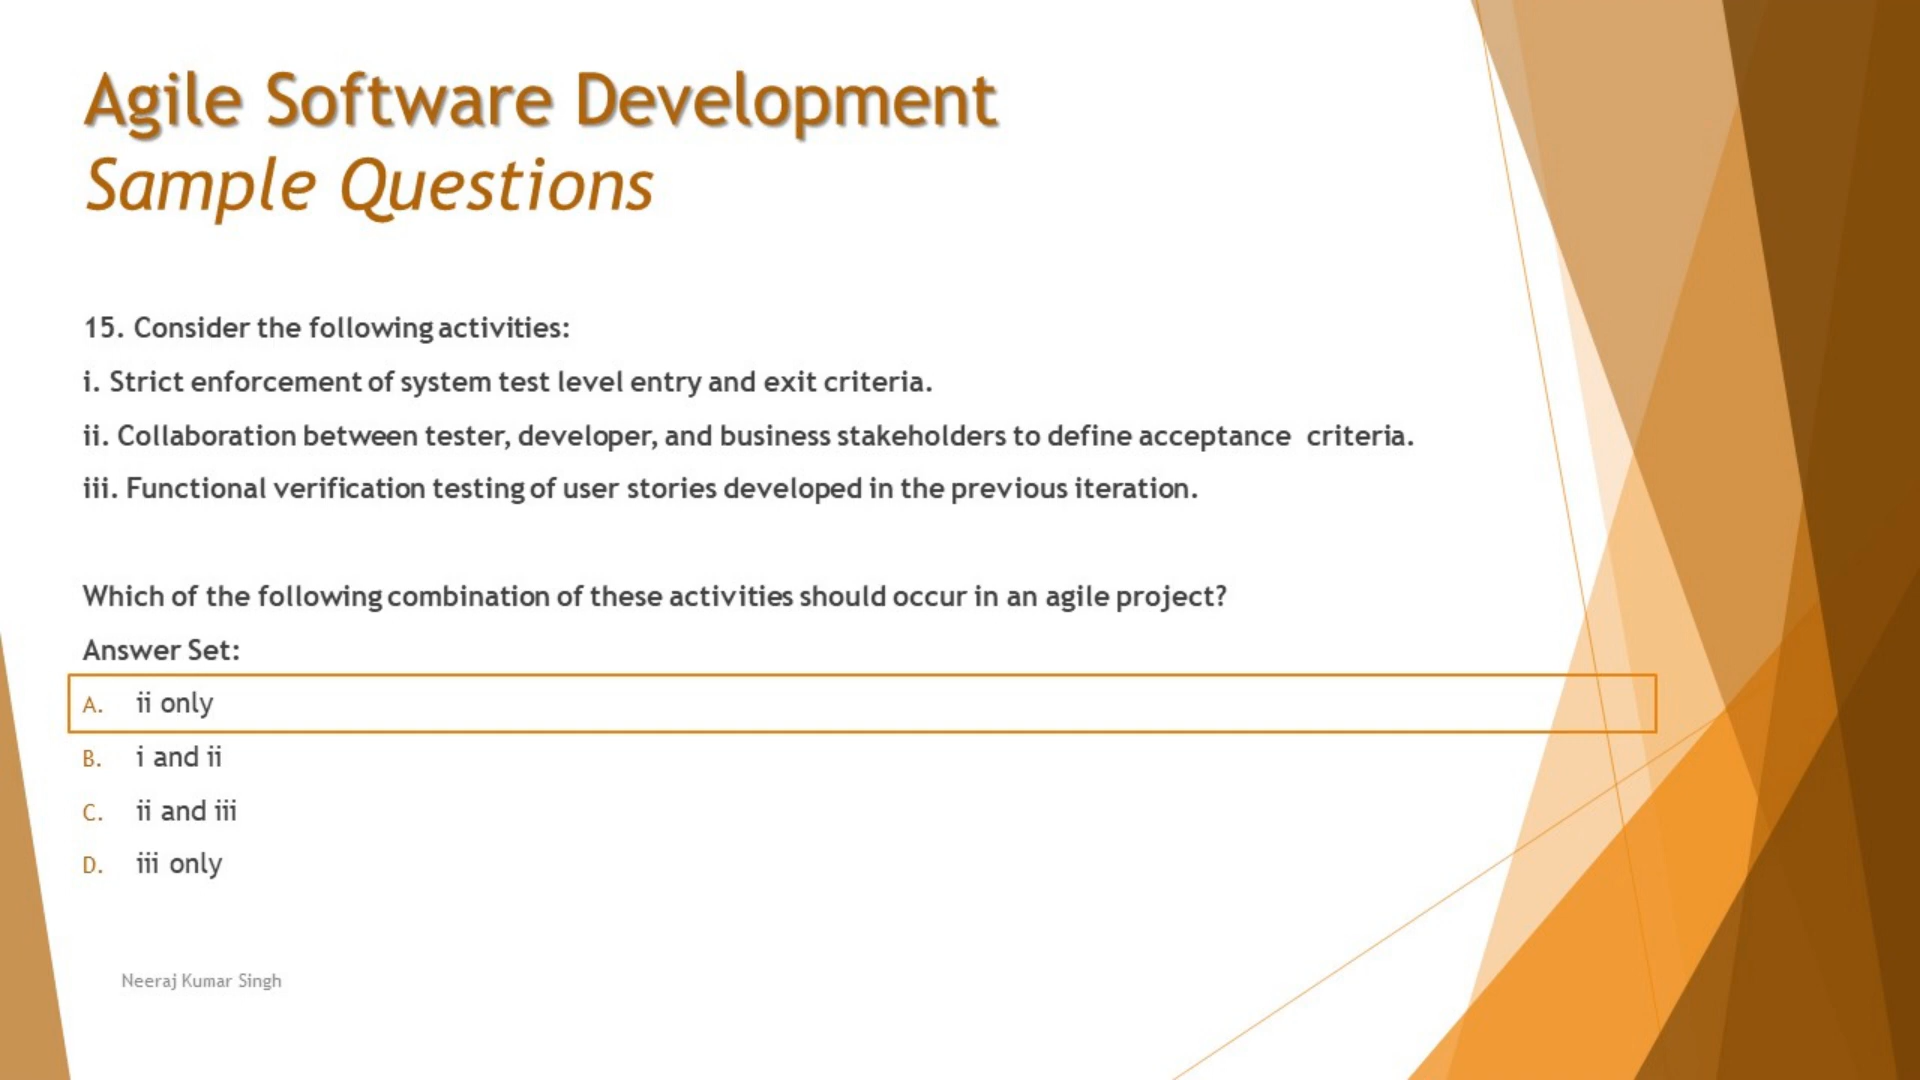 Agile Software Development
Sample Questions
15. Consider the following activities:
i. Strict enforcement of system test level entry and exit criteria.
ii. Collaboration between tester, developer, and business stakeholders to define acceptance  criteria.
iii. Functional verification testing of user stories developed in the previous iteration.
Which of the following combination of these activities should occur in an agile project?
Answer Set:
A. ii only
B. i and ii
C. ii and iii
D. iii only
Neeraj Kumar Singh